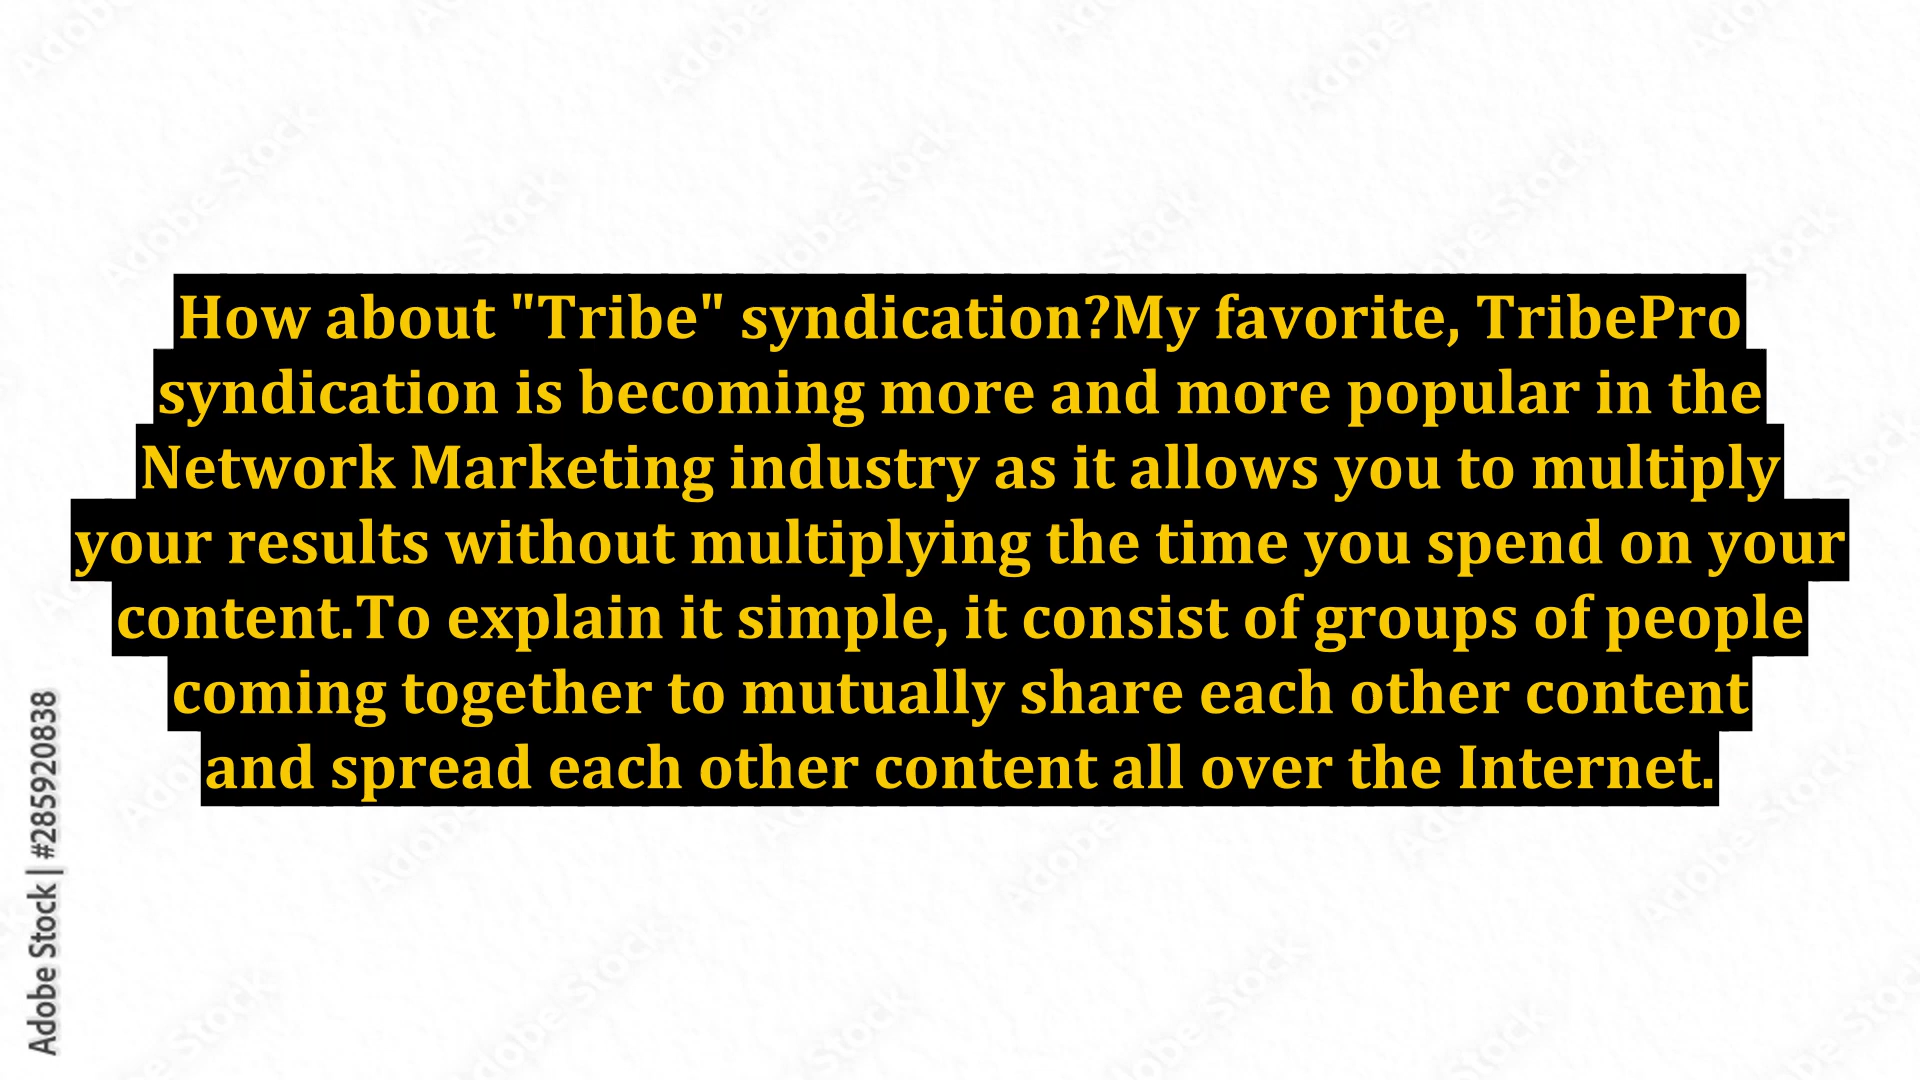 How about "Tribe" syndication?My favorite, TribePro
syndication is becoming more and more popular in the
Network Marketing industry as it allows you to multiply
your results without multiplying the time you spend on your
content.To explain it simple, it consist of groups of people
coming together to mutually share each other content
and spread each other content all over the Internet.
Adobe Stock | #285920838